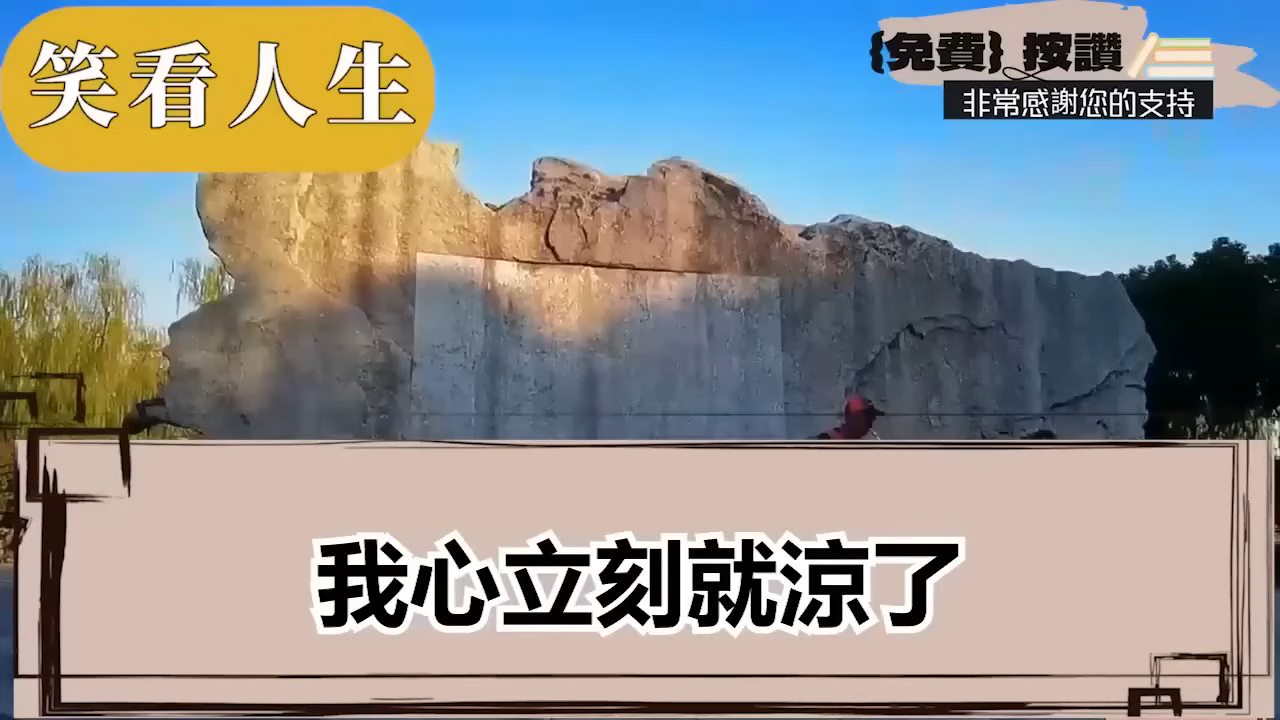 笑看人生
{免費} 按讚
非常感謝您的支持
我心立刻就涼了